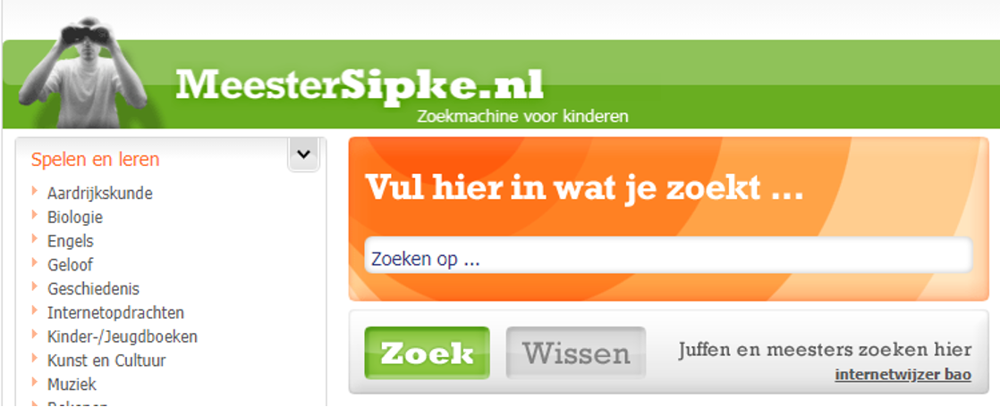 MeesterSipke.nl
Zoekmachine voor kinderen
Spelen en leren
Aardrijkskunde
Biologie
Engels
Geloof
Geschiedenis
Internetopdrachten
Kinder-/Jeugdboeken
Kunst en Cultuur
Muziek
Vul hier in wat je zoekt ...
Zoeken op ...
Zoek
Wissen
Juffen en meesters zoeken hier
internetwijzer bao